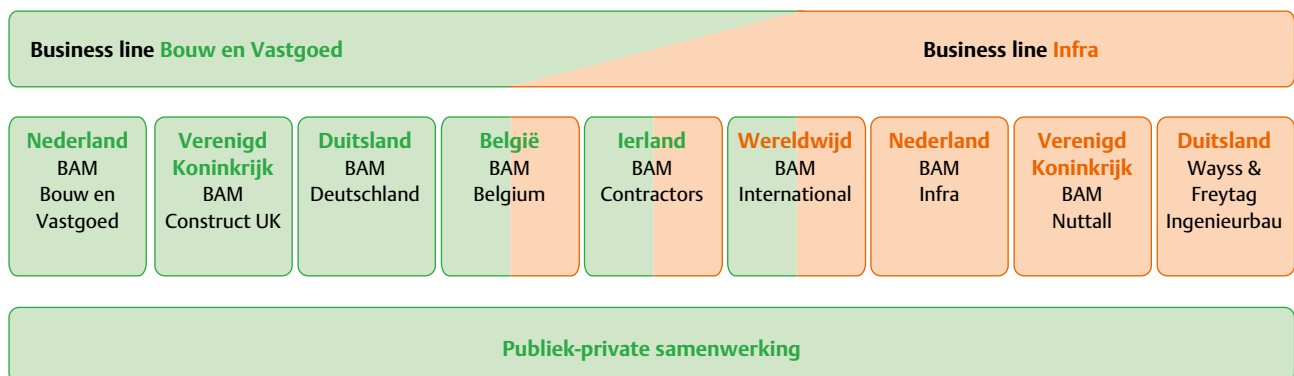 Business line Bouw en Vastgoed
Business line Infra
Nederland
BAM
Bouw en
Vastgoed
Verenigd
Koninkrijk
BAM
Construct UK
Duitsland
BAM
Deutschland
België
BAM
Belgium
Ierland
BAM
Contractors
Wereldwijd
BAM
International
Nederland
BAM
Infra
Verenigd
Koninkrijk
BAM
Nuttall
Duitsland
Wayss &
Freytag
Ingenieurbau
Publiek-private samenwerking